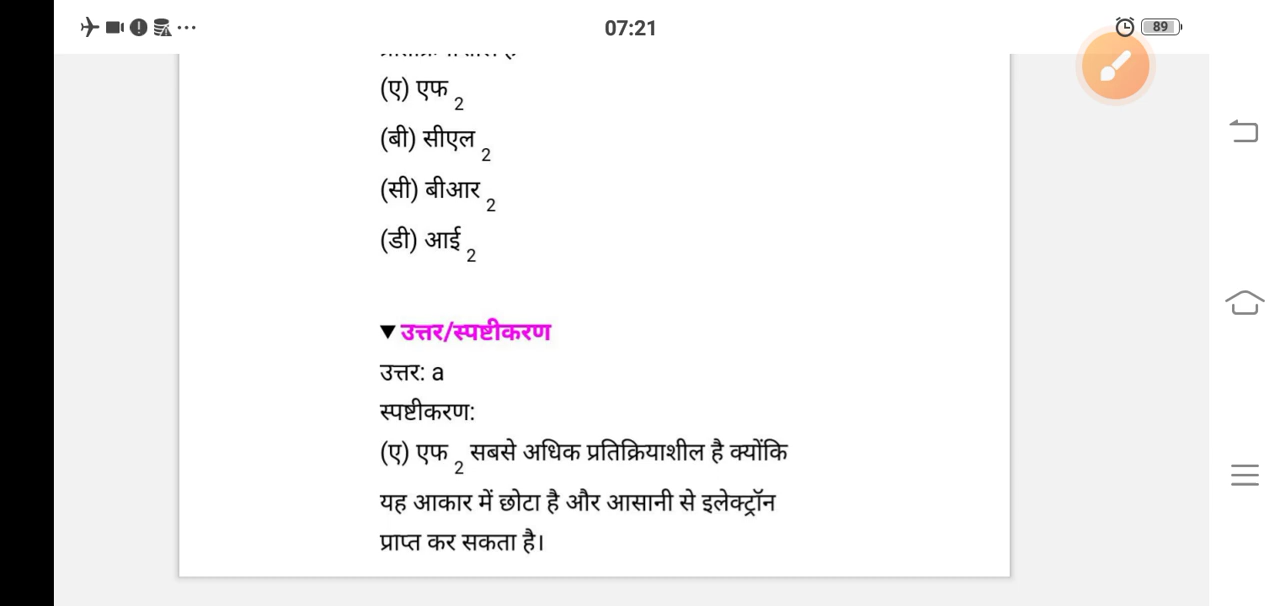 07:21
89
(ए) एफ 2
(बी) सीएल 2
(सी) बीआर 2
(डी) आई 2
▼ उत्तर/स्पष्टीकरण
उत्तर: a
स्पष्टीकरण:
(ए) एफ 2 सबसे अधिक प्रतिक्रियाशील है क्योंकि
यह आकार में छोटा है और आसानी से इलेक्ट्रॉन
प्राप्त कर सकता है।